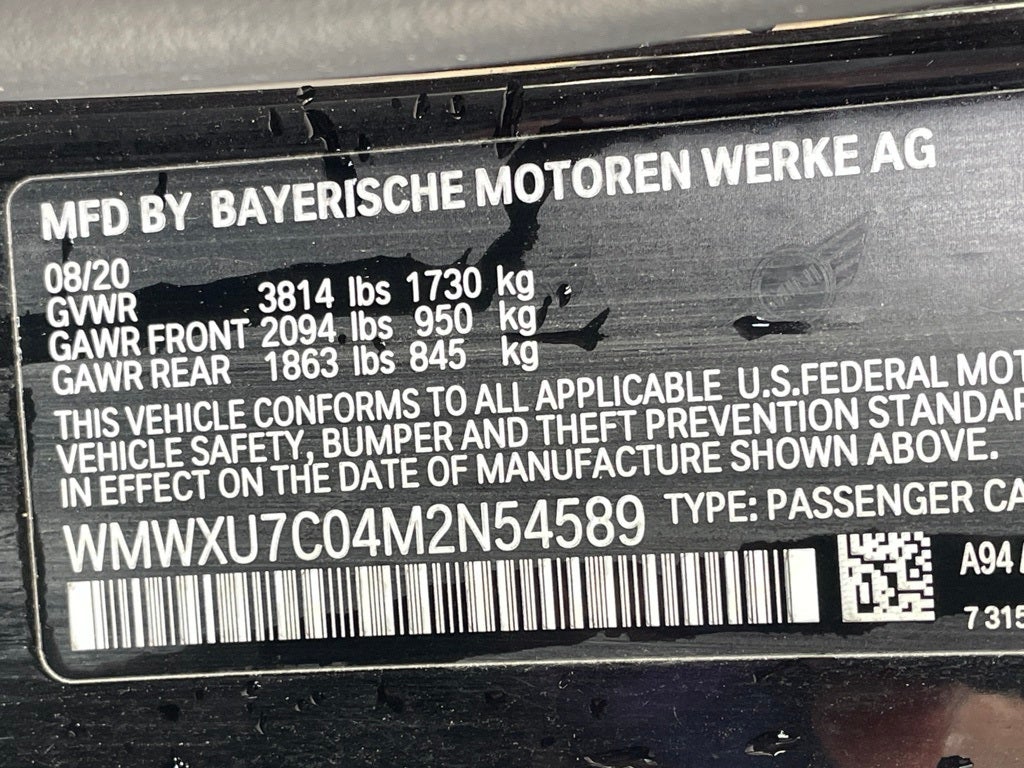 MFD BY BAYERISCHE MOTOREN WERKE AG
08/20
GVWR 3814 lbs 1730 kg
GAWR FRONT 2094 lbs 950 kg
GAWR REAR 1863 lbs 845 kg
THIS VEHICLE CONFORMS TO ALL APPLICABLE U.S.FEDERAL MOT
VEHICLE SAFETY, BUMPER AND THEFT PREVENTION STANDAR
IN EFFECT ON THE DATE OF MANUFACTURE SHOWN ABOVE.
WMWXU7C04M2N54589 TYPE: PASSENGER CA
A94
7 315